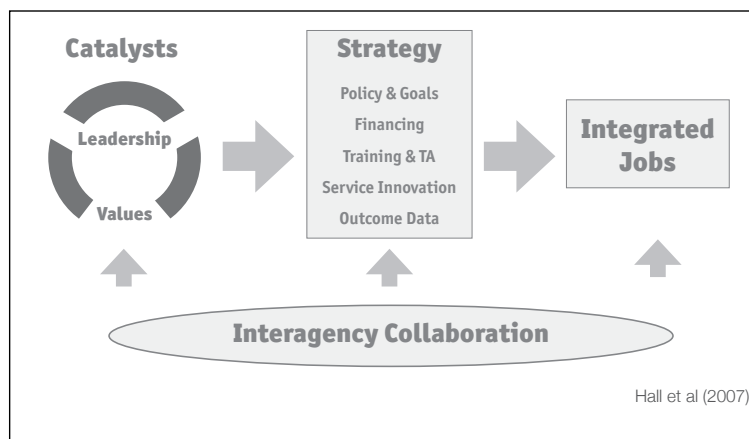 Catalysts
Leadership
Values
Strategy
Policy & Goals
Financing
Training & TA
Service Innovation
Outcome Data
Integrated
Jobs
Interagency Collaboration
Hall et al (2007)